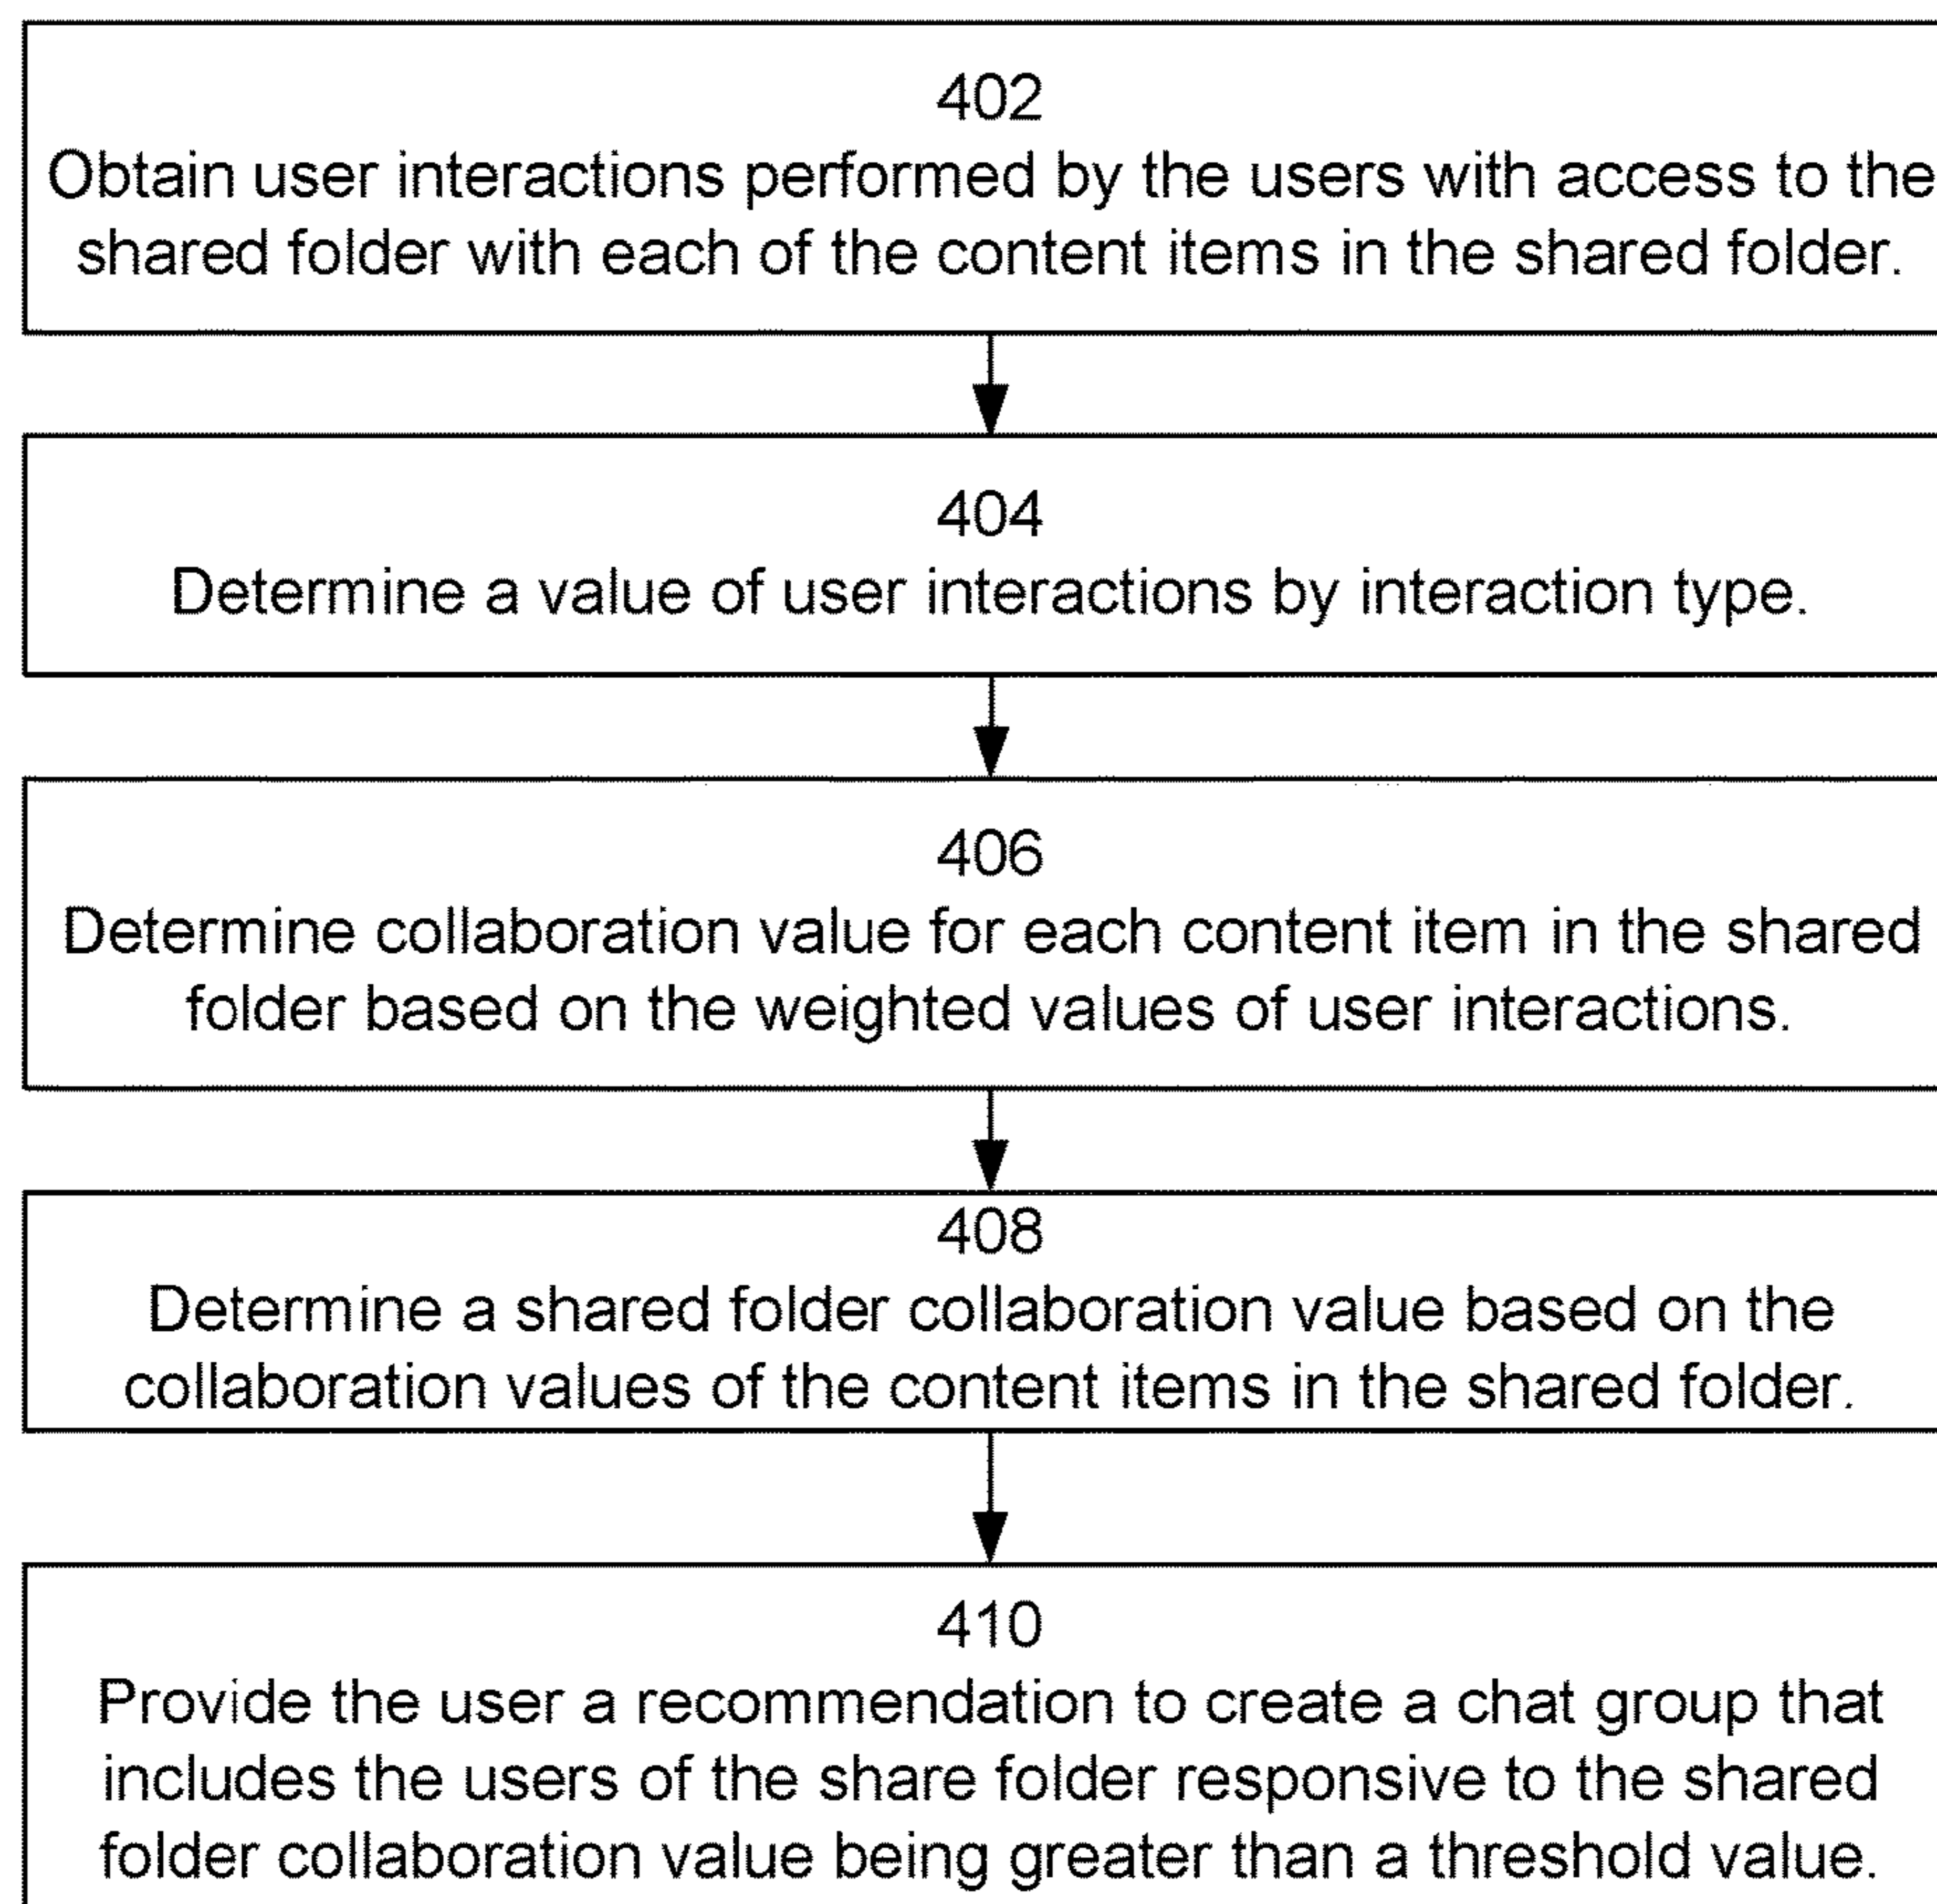 402
Obtain user interactions performed by the users with access to the
shared folder with each of the content items in the shared folder.
404
Determine a value of user interactions by interaction type.
406
Determine collaboration value for each content item in the shared
folder based on the weighted values of user interactions.
408
Determine a shared folder collaboration value based on the
collaboration values of the content items in the shared folder.
410
Provide the user a recommendation to create a chat group that
includes the users of the share folder responsive to the shared
folder collaboration value being greater than a threshold value.